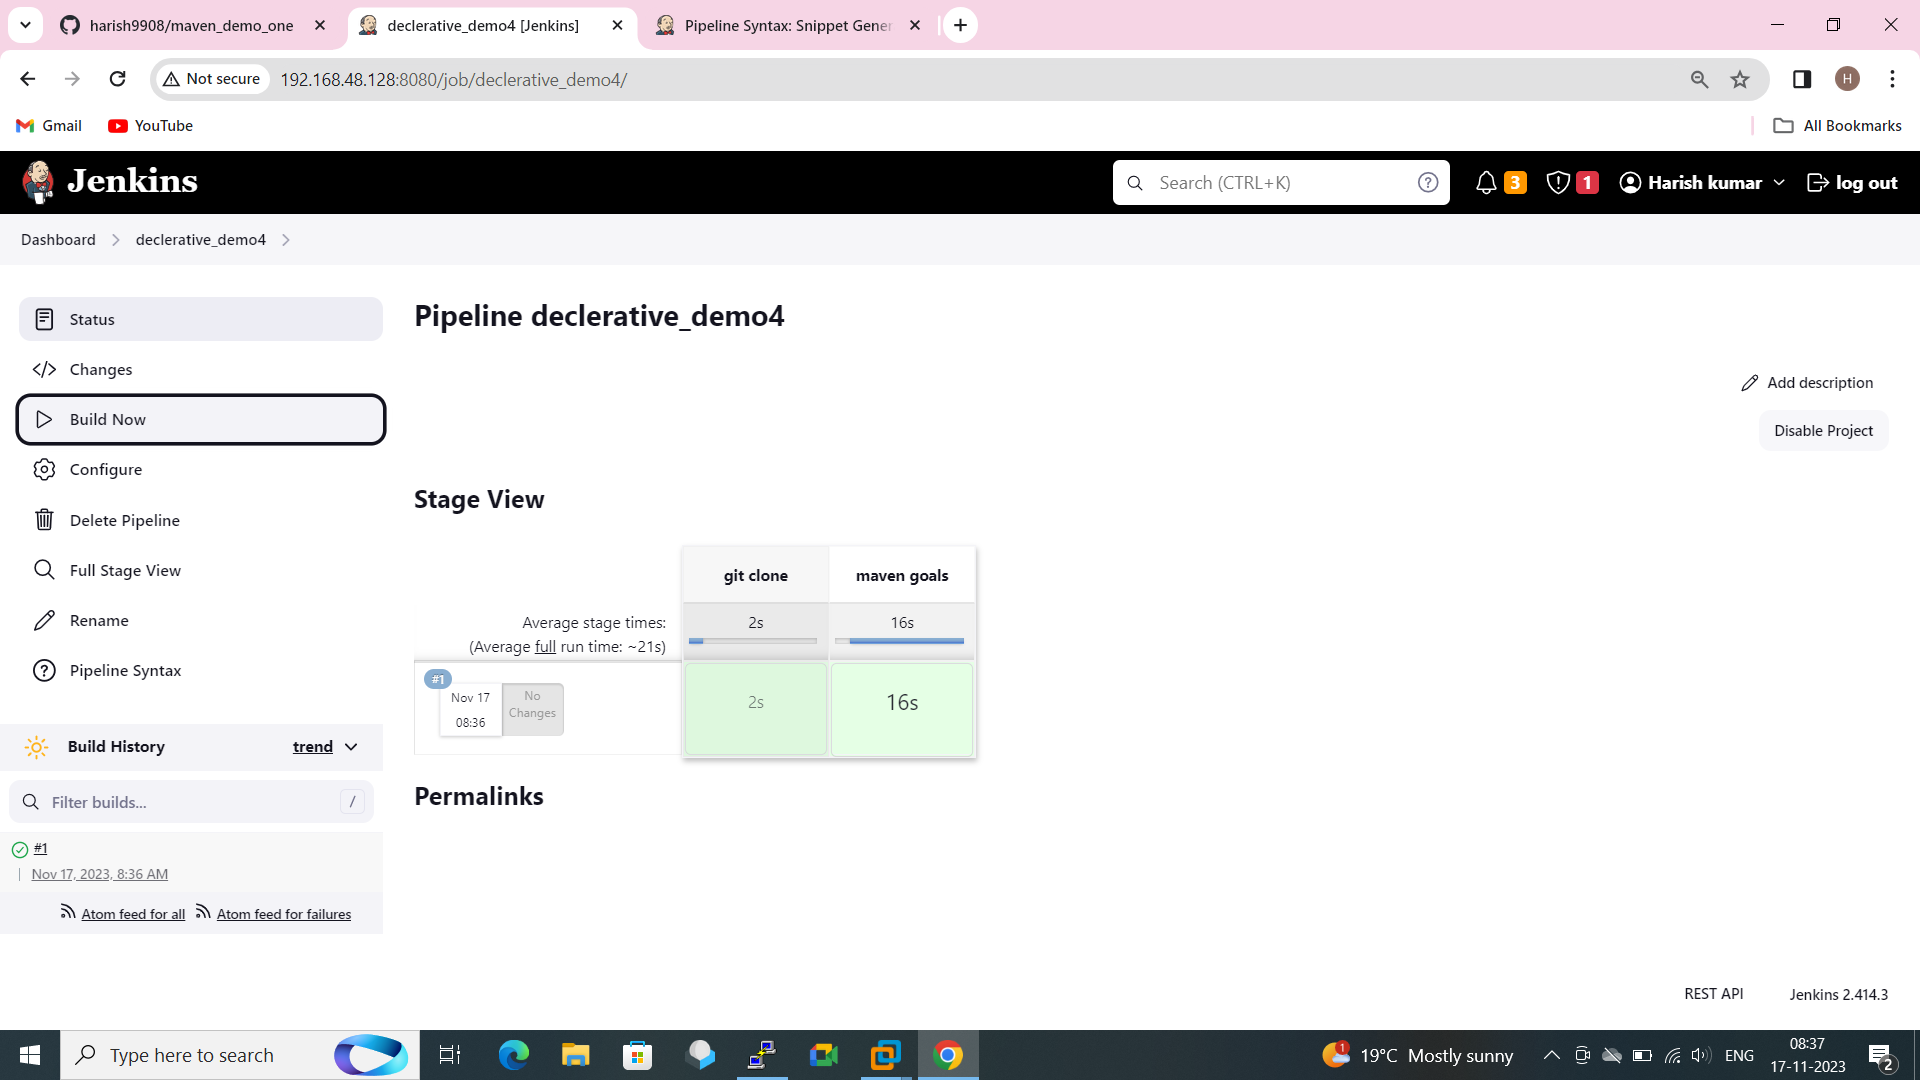 harish9908/maven_demo_one
declerative_demo4 [Jenkins]
Pipeline Syntax: Snippet Gener
Not secure
192.168.48.128:8080/job/declerative_demo4/
H
Gmail
YouTube
All Bookmarks
Jenkins
Search (CTRL+K)
3
1
Harish kumar
log out
Dashboard
declerative_demo4
Status
Changes
Build Now
Configure
Delete Pipeline
Full Stage View
Rename
Pipeline Syntax
Build History
trend
Filter builds...
/
#1
Nov 17, 2023, 8:36 AM
Atom feed for all
Atom feed for failures
Pipeline declerative_demo4
Add description
Disable Project
Stage View
git clone
maven goals
Average stage times:
(Average full run time: ~21s)
2s
16s
#1
Nov 17
08:36
No
Changes
2s
16s
Permalinks
REST API
Jenkins 2.414.3
Type here to search
1
19°C Mostly sunny
ENG
08:37
17-11-2023
2